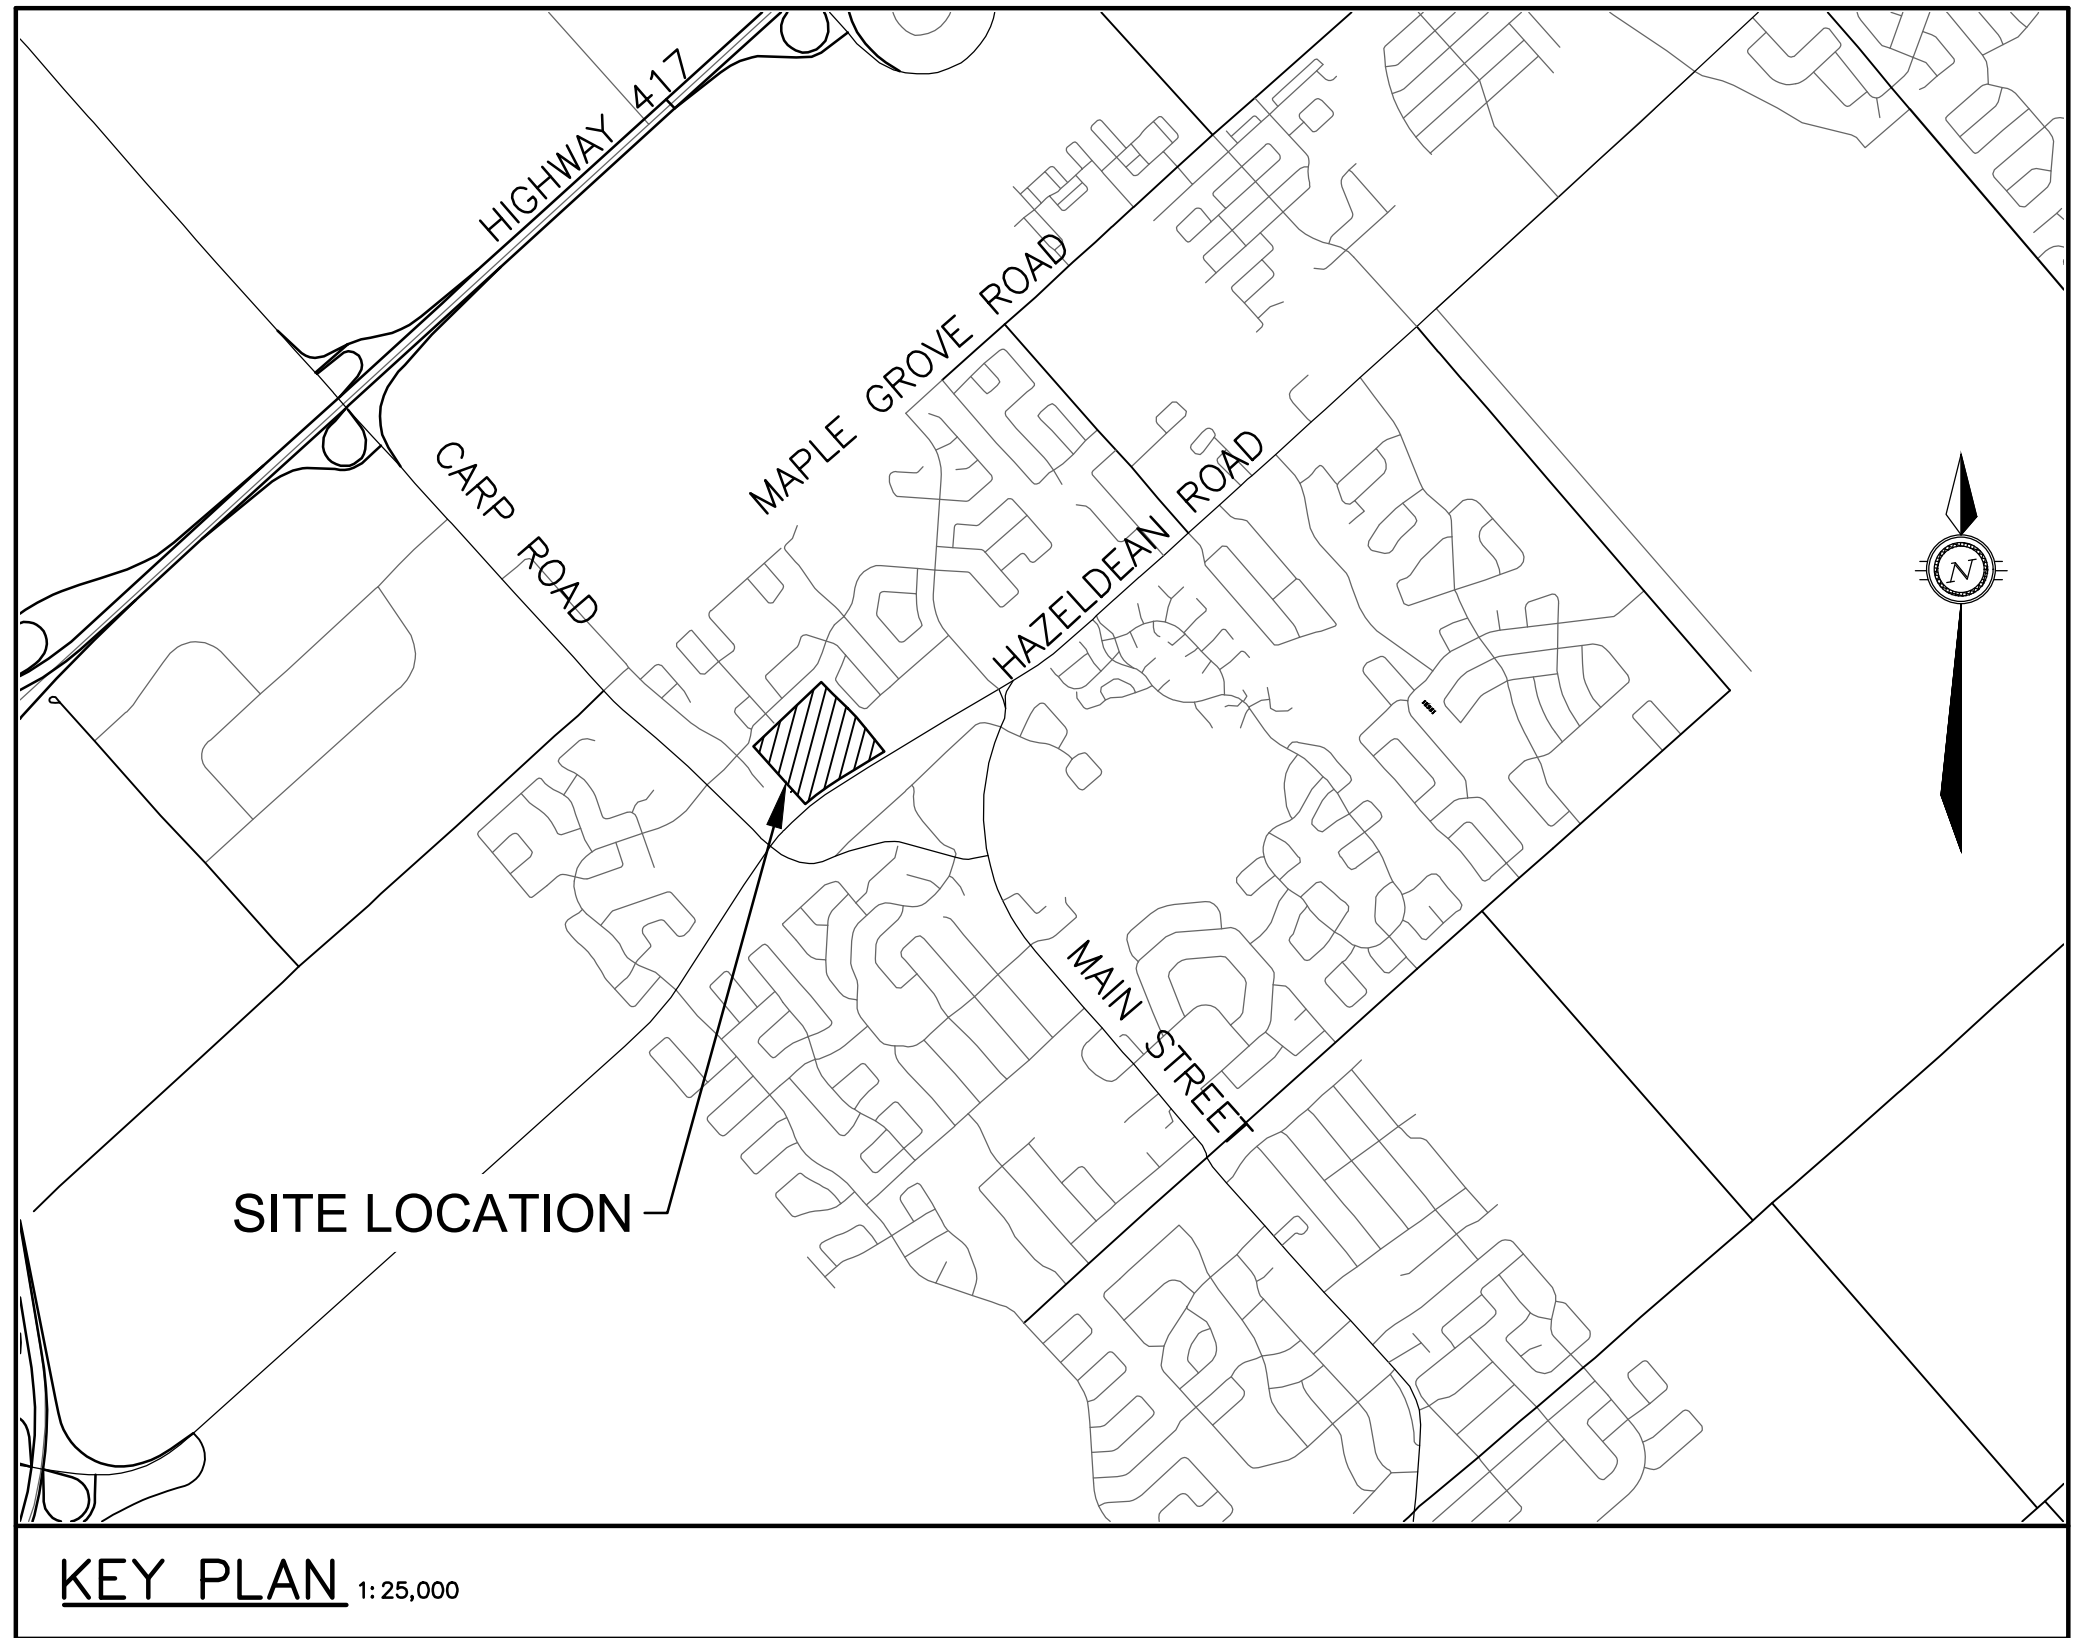 HIGHWAY 417
MAPLE GROVE ROAD
CARP ROAD
HAZELDEAN ROAD
N
MAIN STREET
SITE LOCATION
KEY PLAN 1:25,000